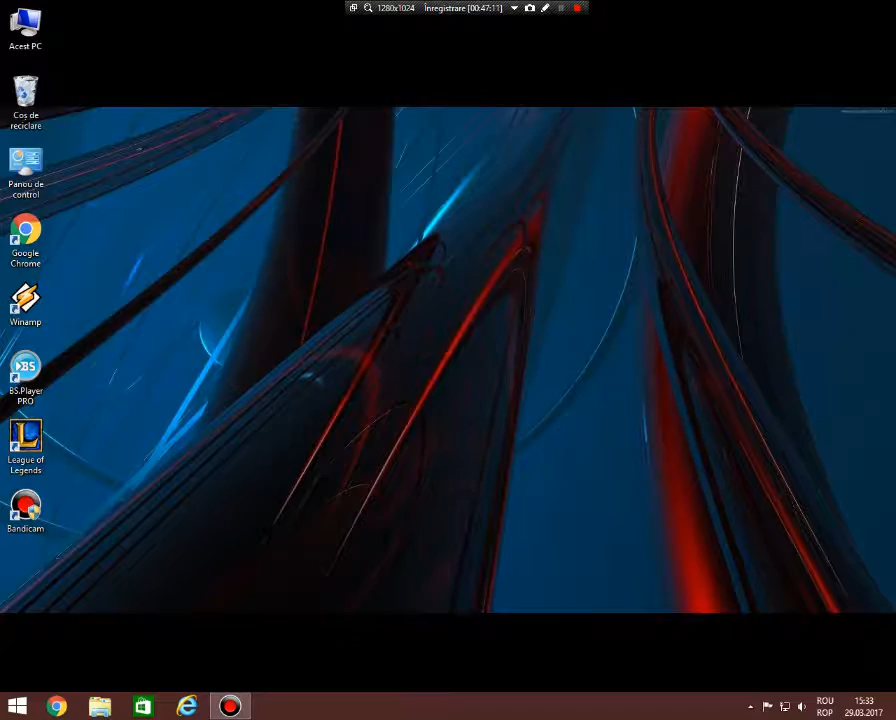 1280x1024 Înregistrare [00:47:11]
Acest PC
Coș de
reciclare
Panou de
control
Google
Chrome
Winamp
BS.Player
PRO
League of
Legends
Bandicam
ROU
ROP
15:33
29.03.2017